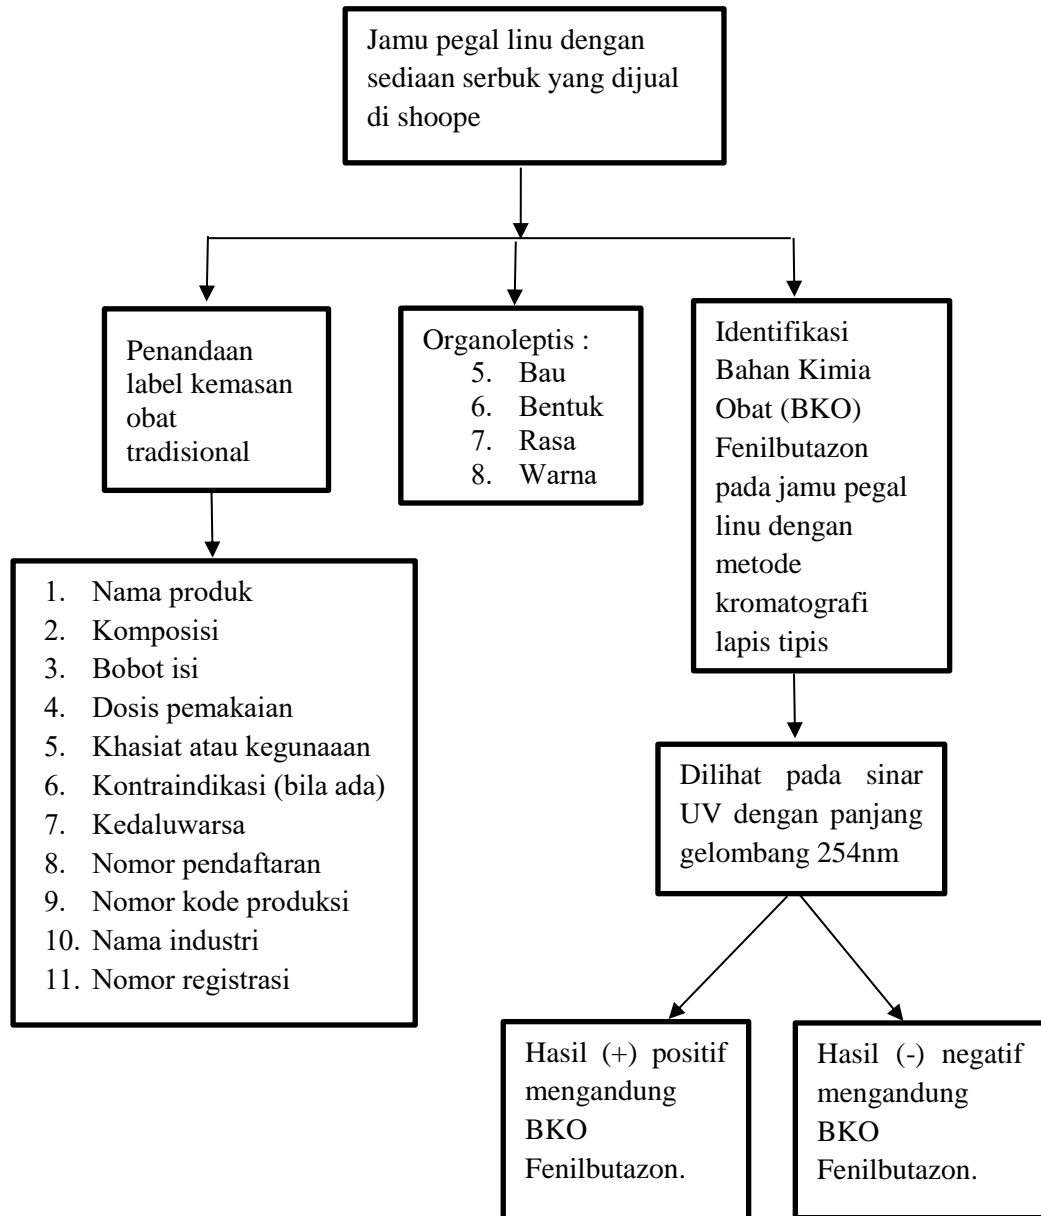 Jamu pegal linu dengan
sediaan serbuk yang dijual
di shoope
Penandaan
label kemasan
obat
tradisional
Organoleptis :
5. Bau
6. Bentuk
7. Rasa
8. Warna
Identifikasi
Bahan Kimia
Obat (BKO)
Fenilbutazon
pada jamu pegal
linu dengan
metode
kromatografi
lapis tipis
1. Nama produk
2. Komposisi
3. Bobot isi
4. Dosis pemakaian
5. Khasiat atau kegunaaan
6. Kontraindikasi (bila ada)
7. Kedaluwarsa
8. Nomor pendaftaran
9. Nomor kode produksi
10. Nama industri
11. Nomor registrasi
Dilihat pada sinar
UV dengan panjang
gelombang 254nm
Hasil (+) positif
mengandung
BKO
Fenilbutazon.
Hasil (-) negatif
mengandung
BKO
Fenilbutazon.